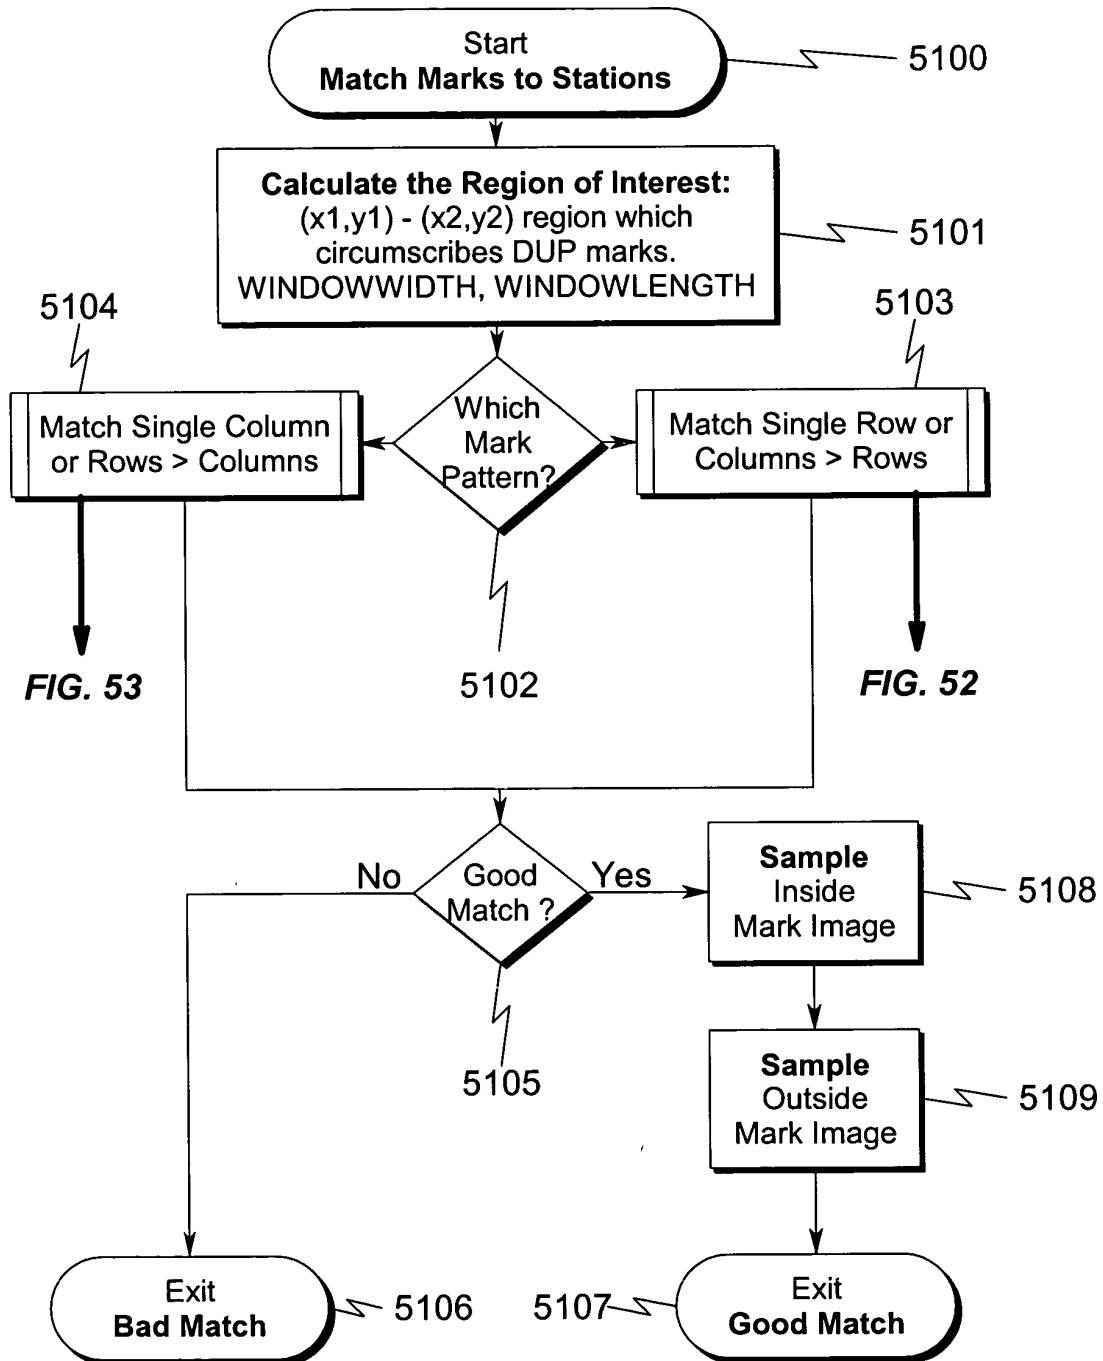 Start
Match Marks to Stations
5100
Calculate the Region of Interest:
(x1,y1) - (x2,y2) region which
circumscribes DUP marks.
WINDOWWIDTH, WINDOWLENGTH
5101
5104
5103
Match Single Column
or Rows > Columns
Which
Mark
Pattern?
Match Single Row or
Columns > Rows
FIG. 53
5102
FIG. 52
No
Good
Match ?
Yes
Sample
Inside
Mark Image
5108
5105
Sample
Outside
Mark Image
5109
Exit
Bad Match
5106
5107
Exit
Good Match